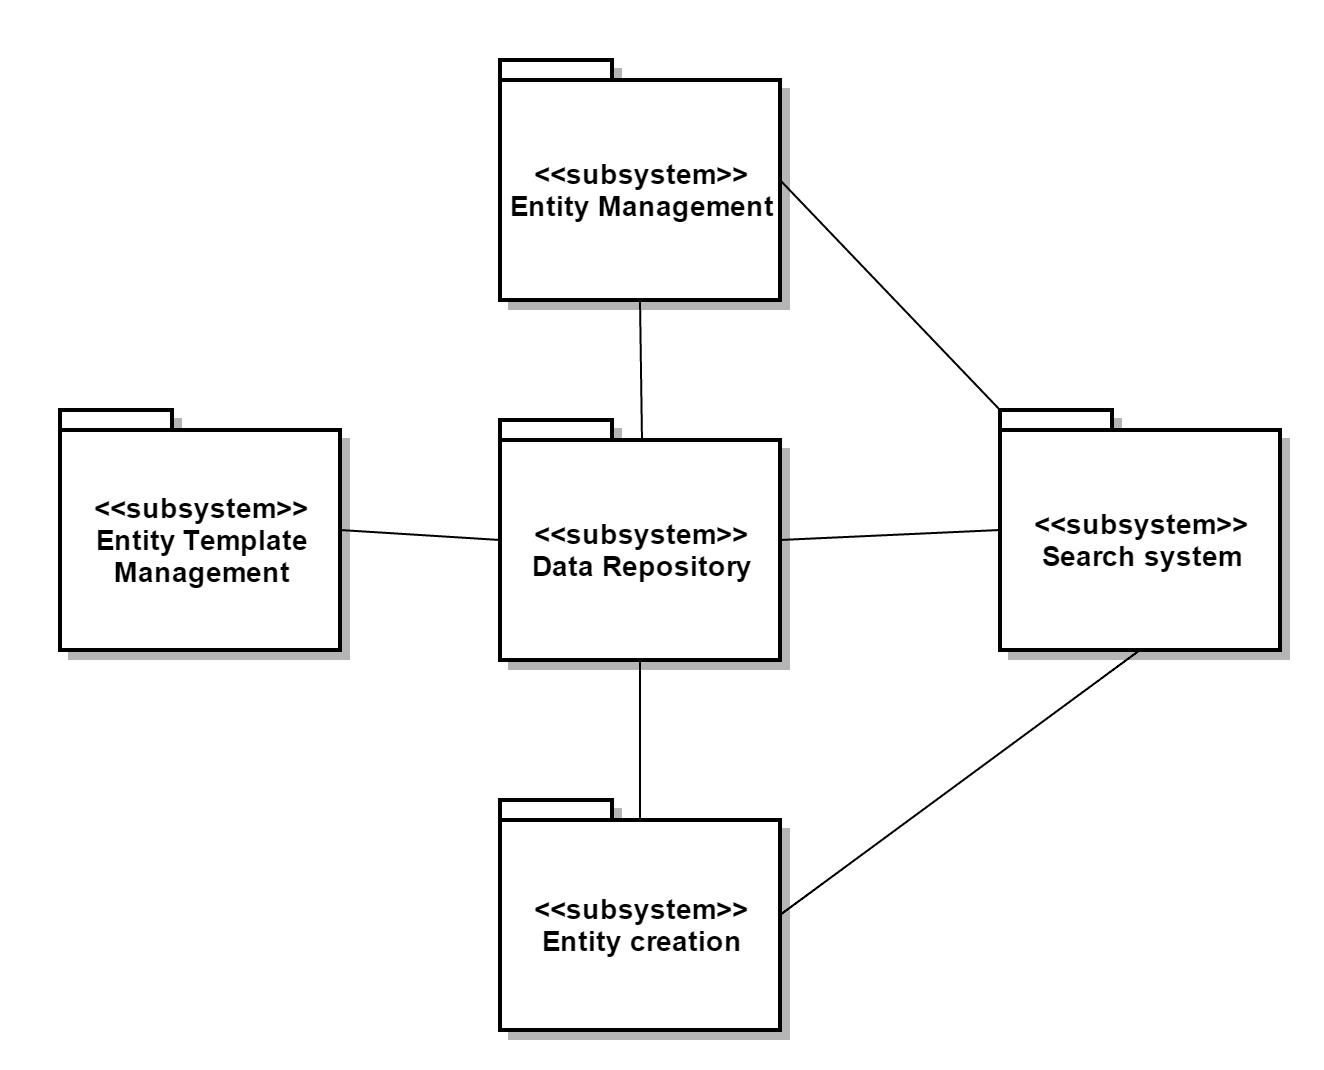 <<subsystem>>
Entity Management
<<subsystem>>
Entity Template
Management
<<subsystem>>
Data Repository
<<subsystem>>
Search system
<<subsystem>>
Entity creation